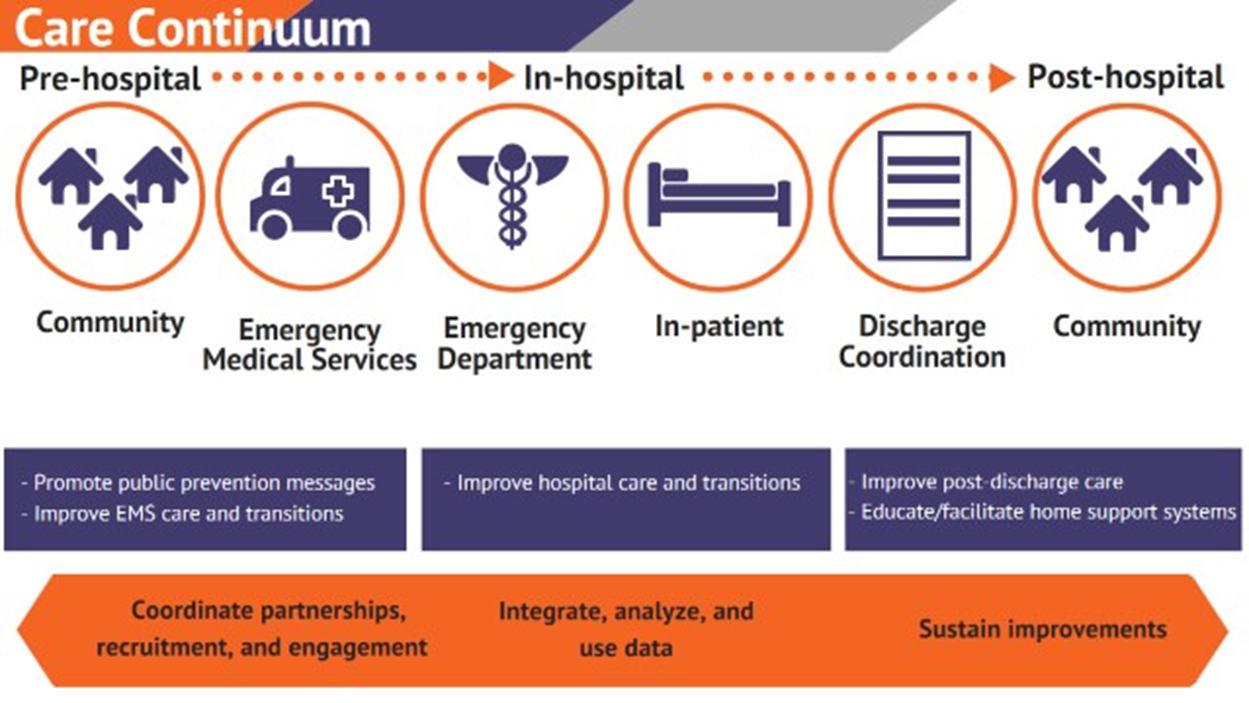 Care Continuum
Pre-hospital In-hospital Post-hospital
Community
Emergency
Medical Services
Emergency
Department
In-patient
Discharge
Coordination
Community
- Promote public prevention messages
- Improve EMS care and transitions
- Improve hospital care and transitions
- Improve post-discharge care
- Educate/facilitate home support systems
Coordinate partnerships,
recruitment, and engagement
Integrate, analyze, and
use data
Sustain improvements